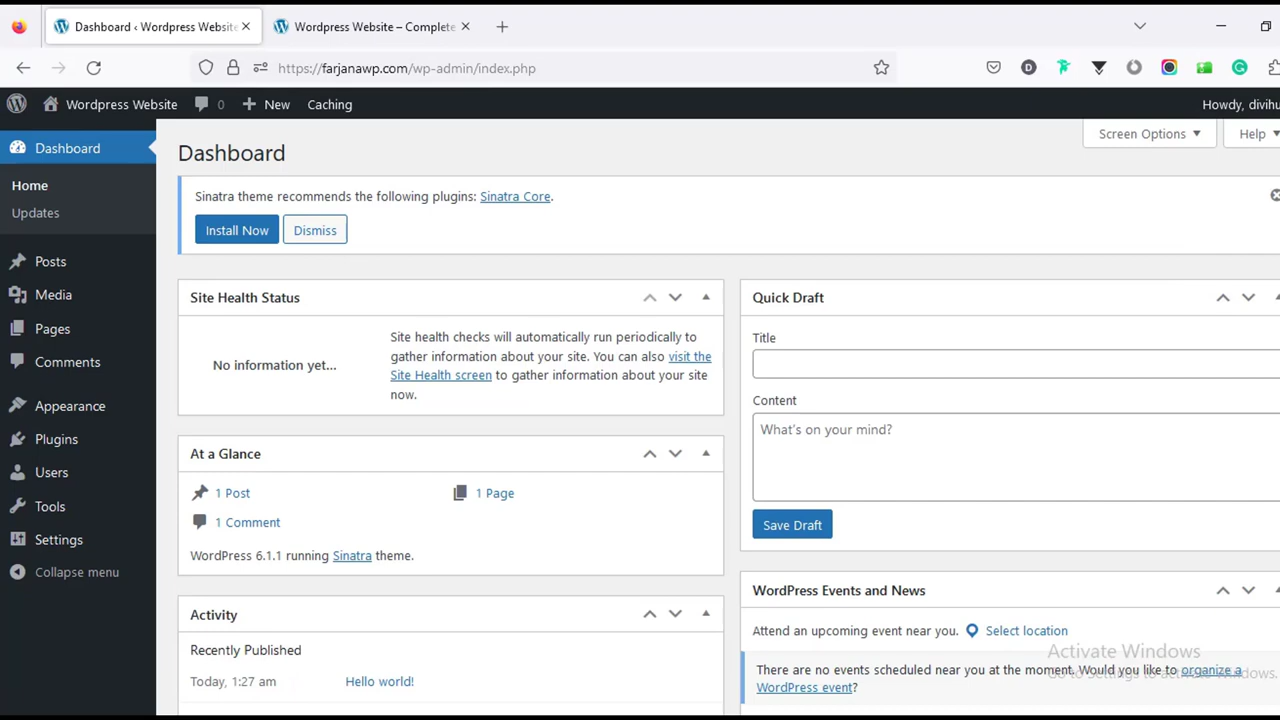 Dashboard ‹ Wordpress Website
Wordpress Website – Complete
https://farjanawp.com/wp-admin/index.php
Wordpress Website
0
New
Caching
Howdy, divihu
Screen Options
Help
Dashboard
Home
Updates
Posts
Media
Pages
Comments
Appearance
Plugins
Users
Tools
Settings
Collapse menu
Dashboard
Sinatra theme recommends the following plugins: Sinatra Core.
Install Now
Dismiss
Site Health Status
No information yet...
Site health checks will automatically run periodically to
gather information about your site. You can also visit the
Site Health screen to gather information about your site
now.
At a Glance
1 Post
1 Page
1 Comment
WordPress 6.1.1 running Sinatra theme.
Activity
Recently Published
Today, 1:27 am
Hello world!
Quick Draft
Title
Content
What's on your mind?
Save Draft
WordPress Events and News
Attend an upcoming event near you.
Select location
There are no events scheduled near you at the moment. Would you like to organize a
WordPress event?
Activate Windows
Go to Settings to activate Windows.